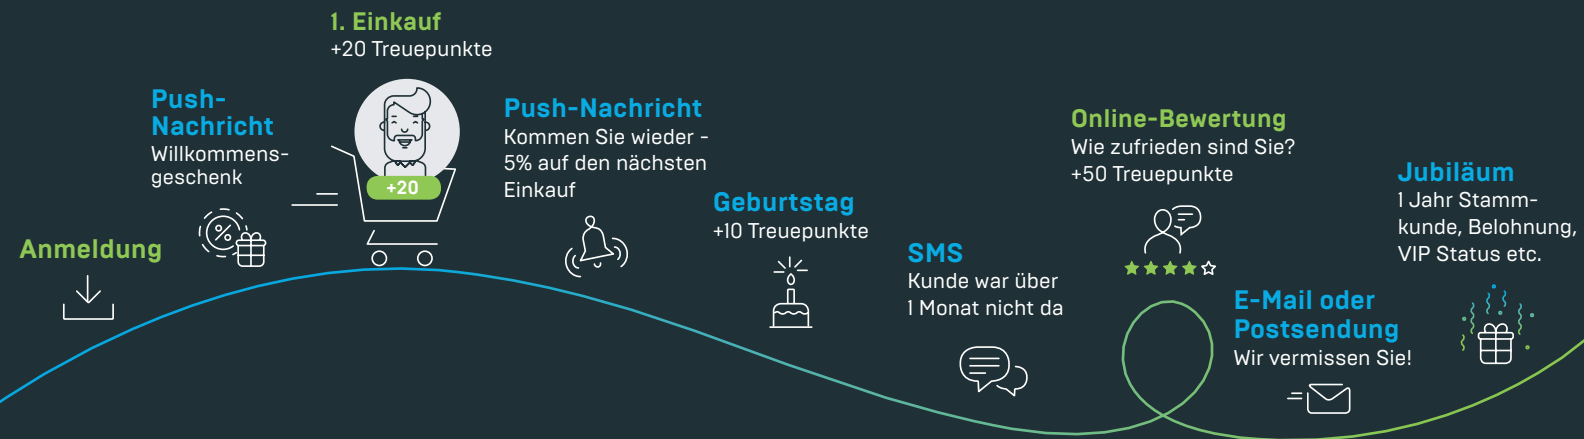 Anmeldung
Push-
Nachricht
Willkommens-
geschenk
%
1. Einkauf
+20 Treuepunkte
+20
Push-Nachricht
Kommen Sie wieder -
5% auf den nächsten
Einkauf
Geburtstag
+10 Treuepunkte
SMS
Kunde war über
1 Monat nicht da
Online-Bewertung
Wie zufrieden sind Sie?
+50 Treuepunkte
E-Mail oder
Postsendung
Wir vermissen Sie!
Jubiläum
1 Jahr Stamm-
kunde, Belohnung,
VIP Status etc.